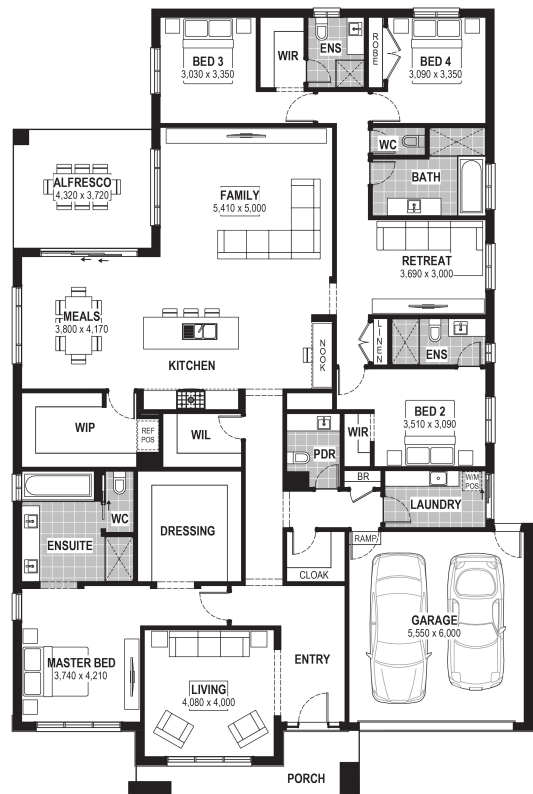 BED 3
3,030 x 3,350
WIR
ENS
ROBE
BED 4
3,090 x 3,350
WC
BATH
ALFRESCO
4,320 x 3,720
FAMILY
5,410 x 5,000
RETREAT
3,690 x 3,000
MEALS
3,800 x 4,170
KITCHEN
NOOK
LINEN
ENS
WIP
REF
POS
WIL
PDR
WIR
BED 2
3,510 x 3,090
BR
W/M
POS
LAUNDRY
WC
ENSUITE
DRESSING
RAMP
CLOAK
GARAGE
5,550 x 6,000
MASTER BED
3,740 x 4,210
LIVING
4,080 x 4,000
ENTRY
PORCH